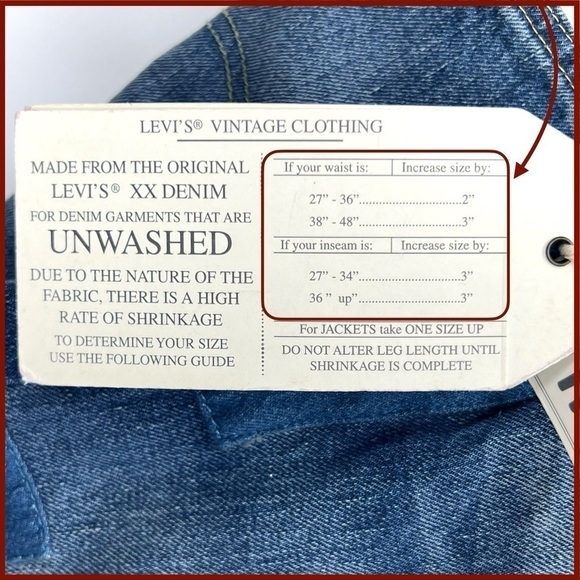 LEVI'S® VINTAGE CLOTHING
MADE FROM THE ORIGINAL
LEVI'S® XX DENIM
FOR DENIM GARMENTS THAT ARE
UNWASHED
DUE TO THE NATURE OF THE
FABRIC, THERE IS A HIGH
RATE OF SHRINKAGE
TO DETERMINE YOUR SIZE
USE THE FOLLOWING GUIDE
If your waist is: Increase size by:
27” - 36”..............................2”
38” - 48”..............................3”
If your inseam is: Increase size by:
27” - 34”..............................3”
36 ” up”..............................3”
For JACKETS take ONE SIZE UP
DO NOT ALTER LEG LENGTH UNTIL
SHRINKAGE IS COMPLETE